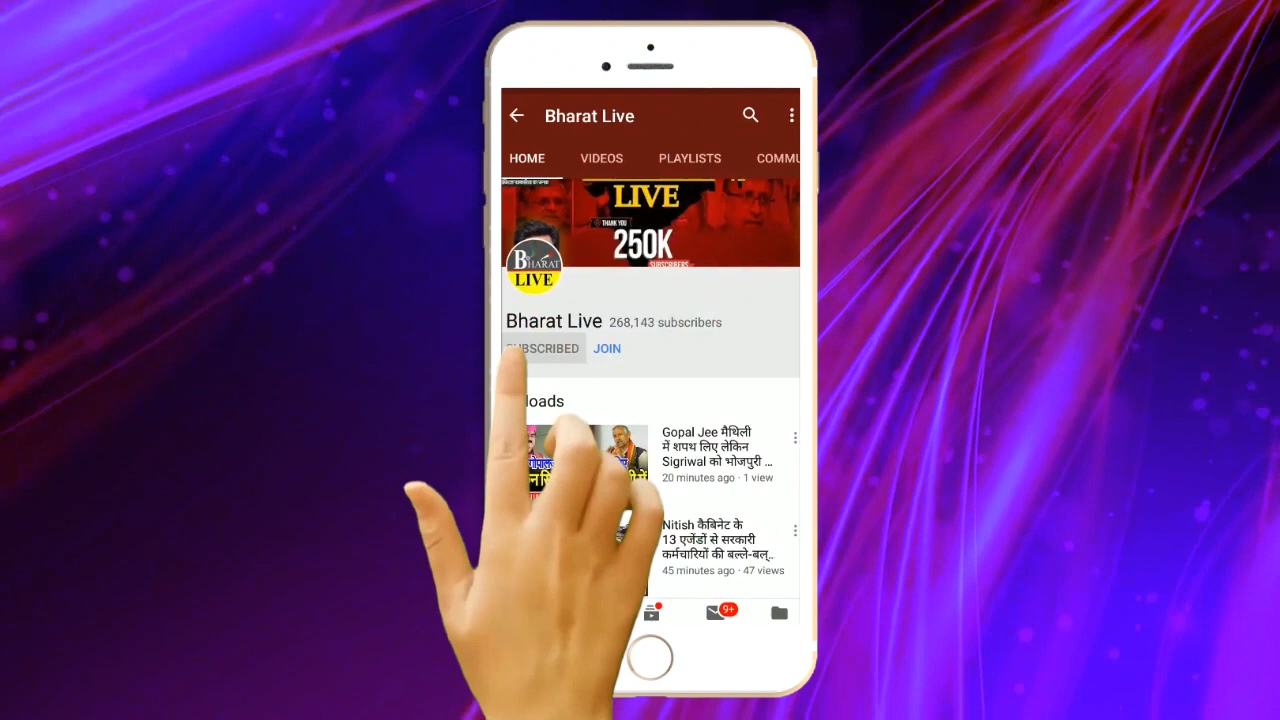 Bharat Live
HOME VIDEOS PLAYLISTS COMMU
LIVE
THANK YOU
250K
SUBSCRIBERS
BHARAT
LIVE
Bharat Live 268,143 subscribers
SUBSCRIBED JOIN
loads
Gopal Jee मैथिली
में शपथ लिए लेकिन
Sigriwal को भोजपुरी ...
20 minutes ago · 1 view
Nitish कैबिनेट के
13 एजेंडों से सरकारी
कर्मचारियों की बल्ले-बल्..
45 minutes ago · 47 views
9+